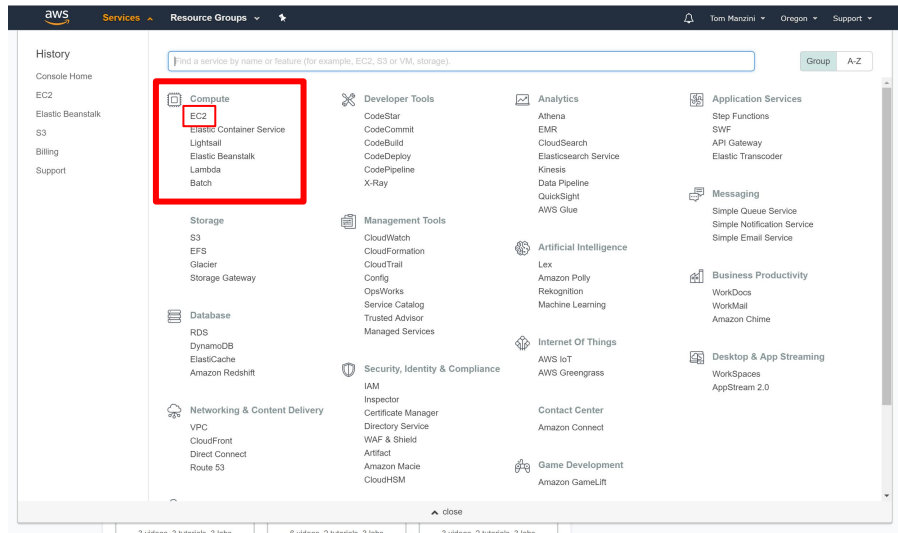 aws
Services
Resource Groups
Tom Manzini
Oregon
Support
History
Console Home
EC2
Elastic Beanstalk
S3
Billing
Support
Find a service by name or feature (for example, EC2, S3 or VM, storage).
Group
A-Z
Compute
EC2
Elastic Container Service
Lightsail
Elastic Beanstalk
Lambda
Batch
Storage
S3
EFS
Glacier
Storage Gateway
Database
RDS
DynamoDB
ElastiCache
Amazon Redshift
Networking & Content Delivery
VPC
CloudFront
Direct Connect
Route 53
Developer Tools
CodeStar
CodeCommit
CodeBuild
CodeDeploy
CodePipeline
X-Ray
Management Tools
CloudWatch
CloudFormation
CloudTrail
Config
OpsWorks
Service Catalog
Trusted Advisor
Managed Services
Security, Identity & Compliance
IAM
Inspector
Certificate Manager
Directory Service
WAF & Shield
Artifact
Amazon Macie
CloudHSM
Analytics
Athena
EMR
CloudSearch
Elasticsearch Service
Kinesis
Data Pipeline
QuickSight
AWS Glue
Artificial Intelligence
Lex
Amazon Polly
Rekognition
Machine Learning
Internet Of Things
AWS IoT
AWS Greengrass
Contact Center
Amazon Connect
Game Development
Amazon GameLift
Application Services
Step Functions
SWF
API Gateway
Elastic Transcoder
Messaging
Simple Queue Service
Simple Notification Service
Simple Email Service
Business Productivity
WorkDocs
WorkMail
Amazon Chime
Desktop & App Streaming
WorkSpaces
AppStream 2.0
close